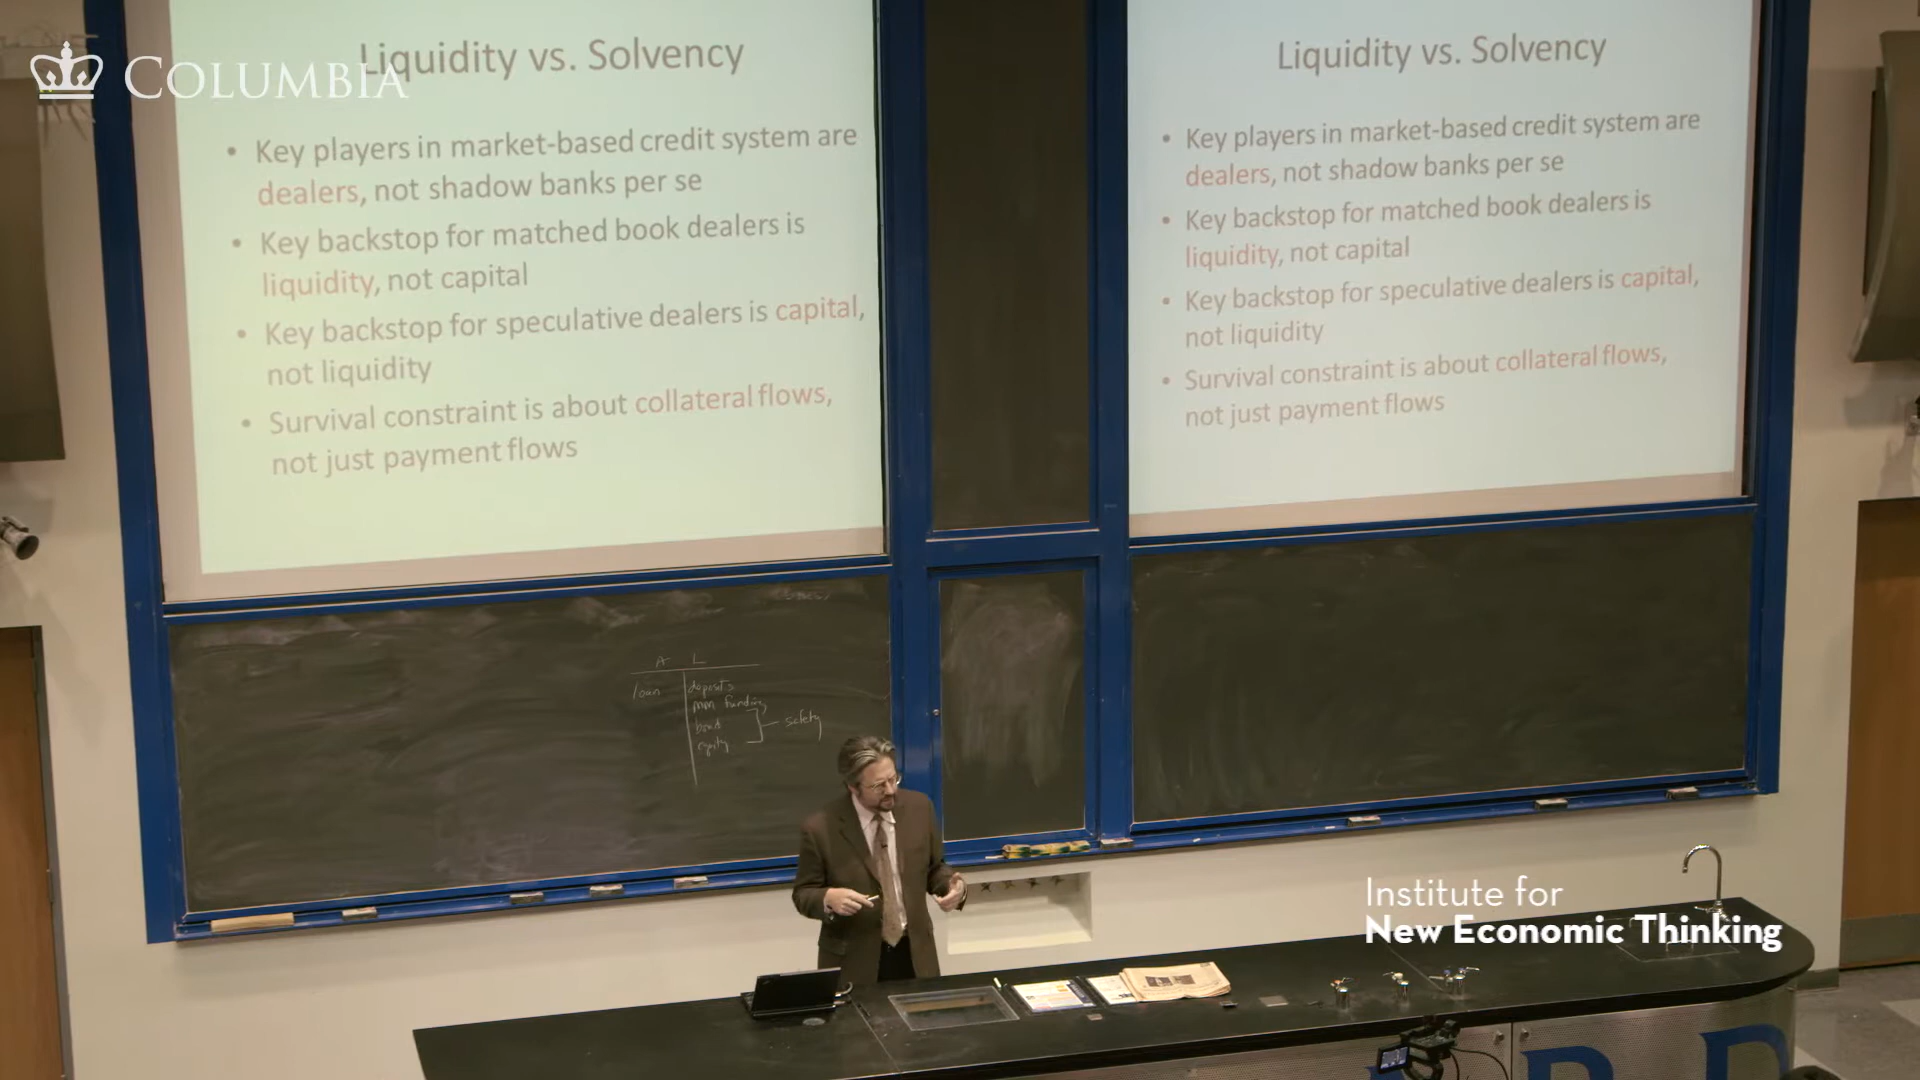 COLUMBIA
Liquidity vs. Solvency
• Key players in market-based credit system are
dealers, not shadow banks per se
• Key backstop for matched book dealers is
liquidity, not capital
• Key backstop for speculative dealers is capital,
not liquidity
• Survival constraint is about collateral flows,
not just payment flows
Liquidity vs. Solvency
• Key players in market-based credit system are
dealers, not shadow banks per se
• Key backstop for matched book dealers is
liquidity, not capital
• Key backstop for speculative dealers is capital,
not liquidity
• Survival constraint is about collateral flows,
not just payment flows
A L
loan deposits
mm funding
bond
safety
equity
Institute for
New Economic Thinking